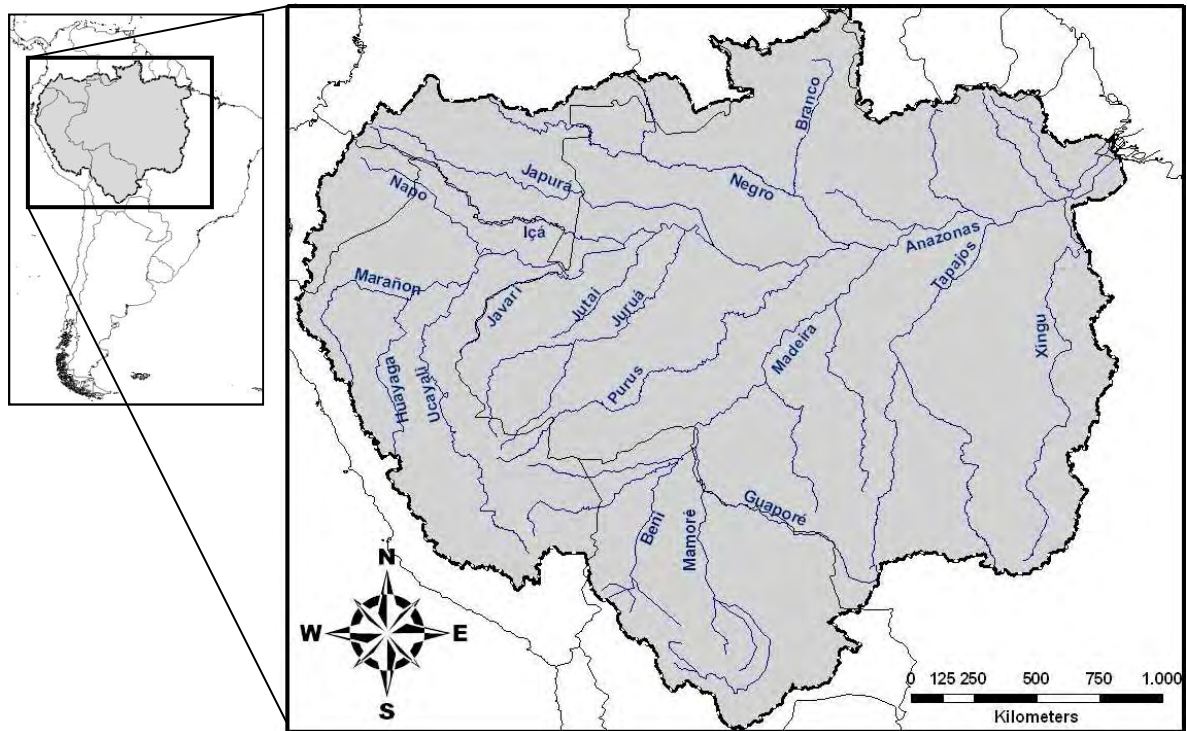 Branco
Japurá
Napo
Negro
Içá
Anazonas
Tapajos
Marañon
Javari
Jutai
Juruá
Madeira
Xingu
Huayaga
Ucayali
Purus
Guaporé
Beni
Mamoré
N
W E
S
0 125 250 500 750 1.000
Kilometers